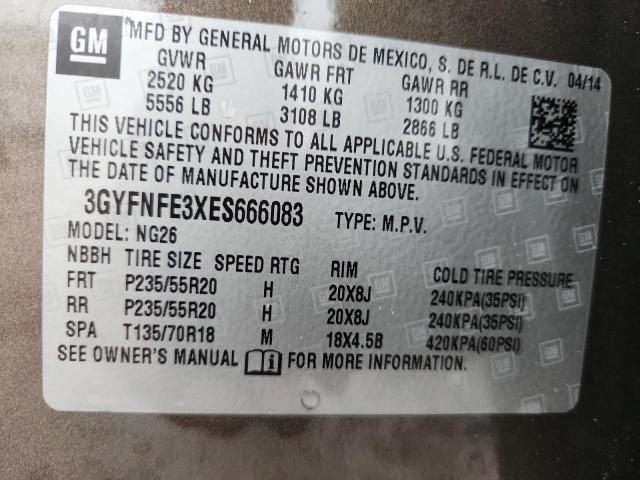 GM
MFD BY GENERAL MOTORS DE MEXICO, S. DE R.L. DE C.V. 04/14
GVWR GAWR FRT GAWR RR
2520 KG 1410 KG 1300 KG
5556 LB 3108 LB 2866 LB
THIS VEHICLE CONFORMS TO ALL APPLICABLE U.S. FEDERAL MOTOR
VEHICLE SAFETY AND THEFT PREVENTION STANDARDS IN EFFECT ON
THE DATE OF MANUFACTURE SHOWN ABOVE.
3GYFNFE3XES666083 TYPE: M.P.V.
MODEL: NG26
NBBH TIRE SIZE SPEED RTG RIM COLD TIRE PRESSURE
FRT P235/55R20 H 20X8J 240KPA(35PSI)
RR P235/55R20 H 20X8J 240KPA(35PSI)
SPA T135/70R18 M 18X4.5B 420KPA(60PSI)
SEE OWNER'S MANUAL FOR MORE INFORMATION.